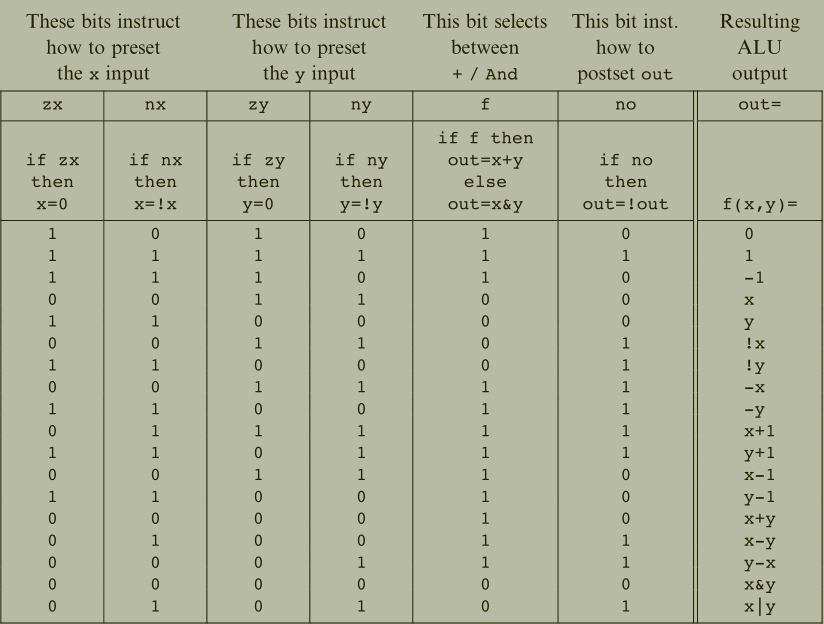 These bits instruct These bits instruct This bit selects This bit inst. Resulting
how to preset how to preset between how to ALU
the x input the y input + / And postset out output
zx nx zy ny f no out=
if f then
if zx if nx if zy if ny out=x+y if no
then then then then else then
x=0 x=!x y=0 y=!y out=x&y out=!out f(x,y)=
1 0 1 0 1 0 0
1 1 1 1 1 1 1
1 1 1 0 1 0 -1
0 0 1 1 0 0 x
1 1 0 0 0 0 y
0 0 1 1 0 1 !x
1 1 0 0 0 1 !y
0 0 1 1 1 1 -x
1 1 0 0 1 1 -y
0 1 1 1 1 1 x+1
1 1 0 1 1 1 y+1
0 0 1 1 1 0 x-1
1 1 0 0 1 0 y-1
0 0 0 0 1 0 x+y
0 1 0 0 1 1 x-y
0 0 0 1 1 1 y-x
0 0 0 0 0 0 x&y
0 1 0 1 0 1 x|y